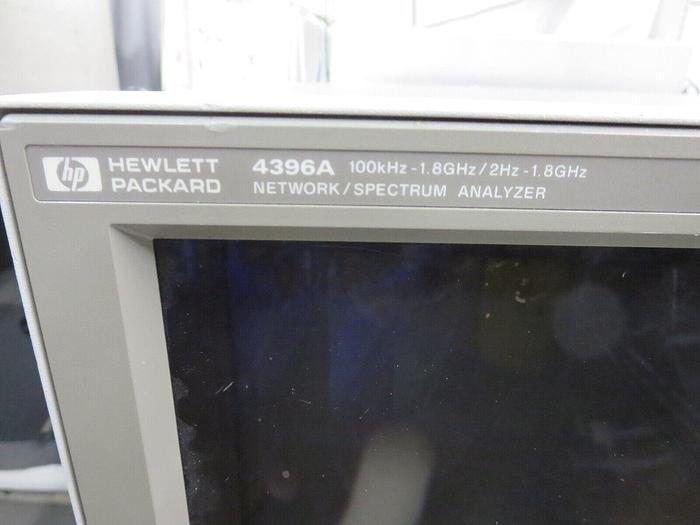 hp HEWLETT PACKARD
4396A 100kHz-1.8GHz/2Hz-1.8GHz
NETWORK/SPECTRUM ANALYZER